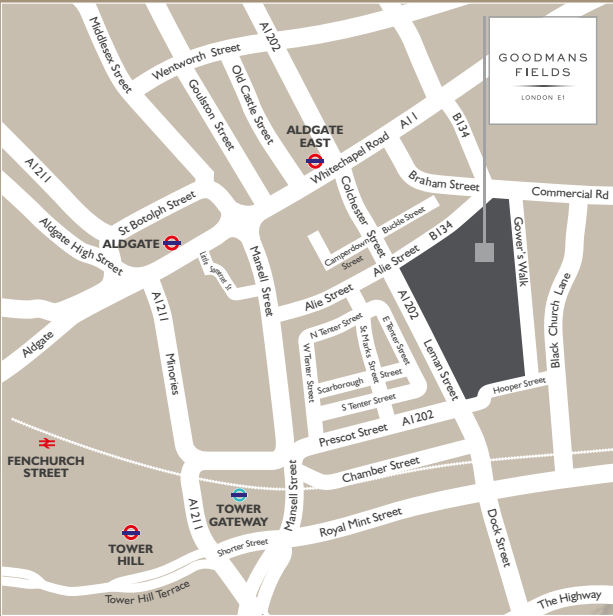 GOODMANS
FIELDS
LONDON E1
Middlesex Street
Wentworth Street
A1202
Goulston Street
Old Castle Street
ALDGATE
EAST
Whitechapel Road
A11
B134
A1211
Colchester Street
Braham Street
Commercial Rd
St Botolph Street
Aldgate High Street
ALDGATE
Buckle Street
Camperdown
Street
Alie Street
B134
Gower's Walk
Mansell Street
A1211
Alie Street
A1202
Black Church Lane
Aldgate
Minories
N Tenter Street
W Tenter Street
St Marks Street
E Tenter Street
Leman Street
Scarborough Street
Hooper Street
S Tenter Street
Prescot Street
A1202
FENCHURCH
STREET
Chamber Street
Mansell Street
TOWER
GATEWAY
A1211
Royal Mint Street
Dock Street
TOWER
HILL
Shorter Street
Tower Hill Terrace
The Highway